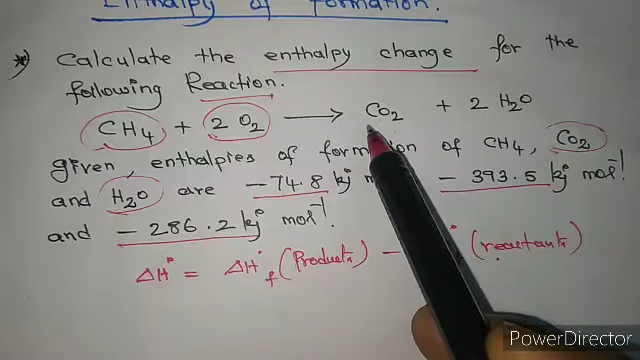 Enthalpy of formation.
*) Calculate the enthalpy change for the
following Reaction.
CH4 + 2 O2 → CO2 + 2 H2O
given, enthalpies of formation of CH4, CO2
and H2O are - 74.8 kj - 393.5 kj mol⁻¹
and - 286.2 kj mol⁻¹.
ΔH° = ΔH°f (Products) - (reactants)
PowerDirector